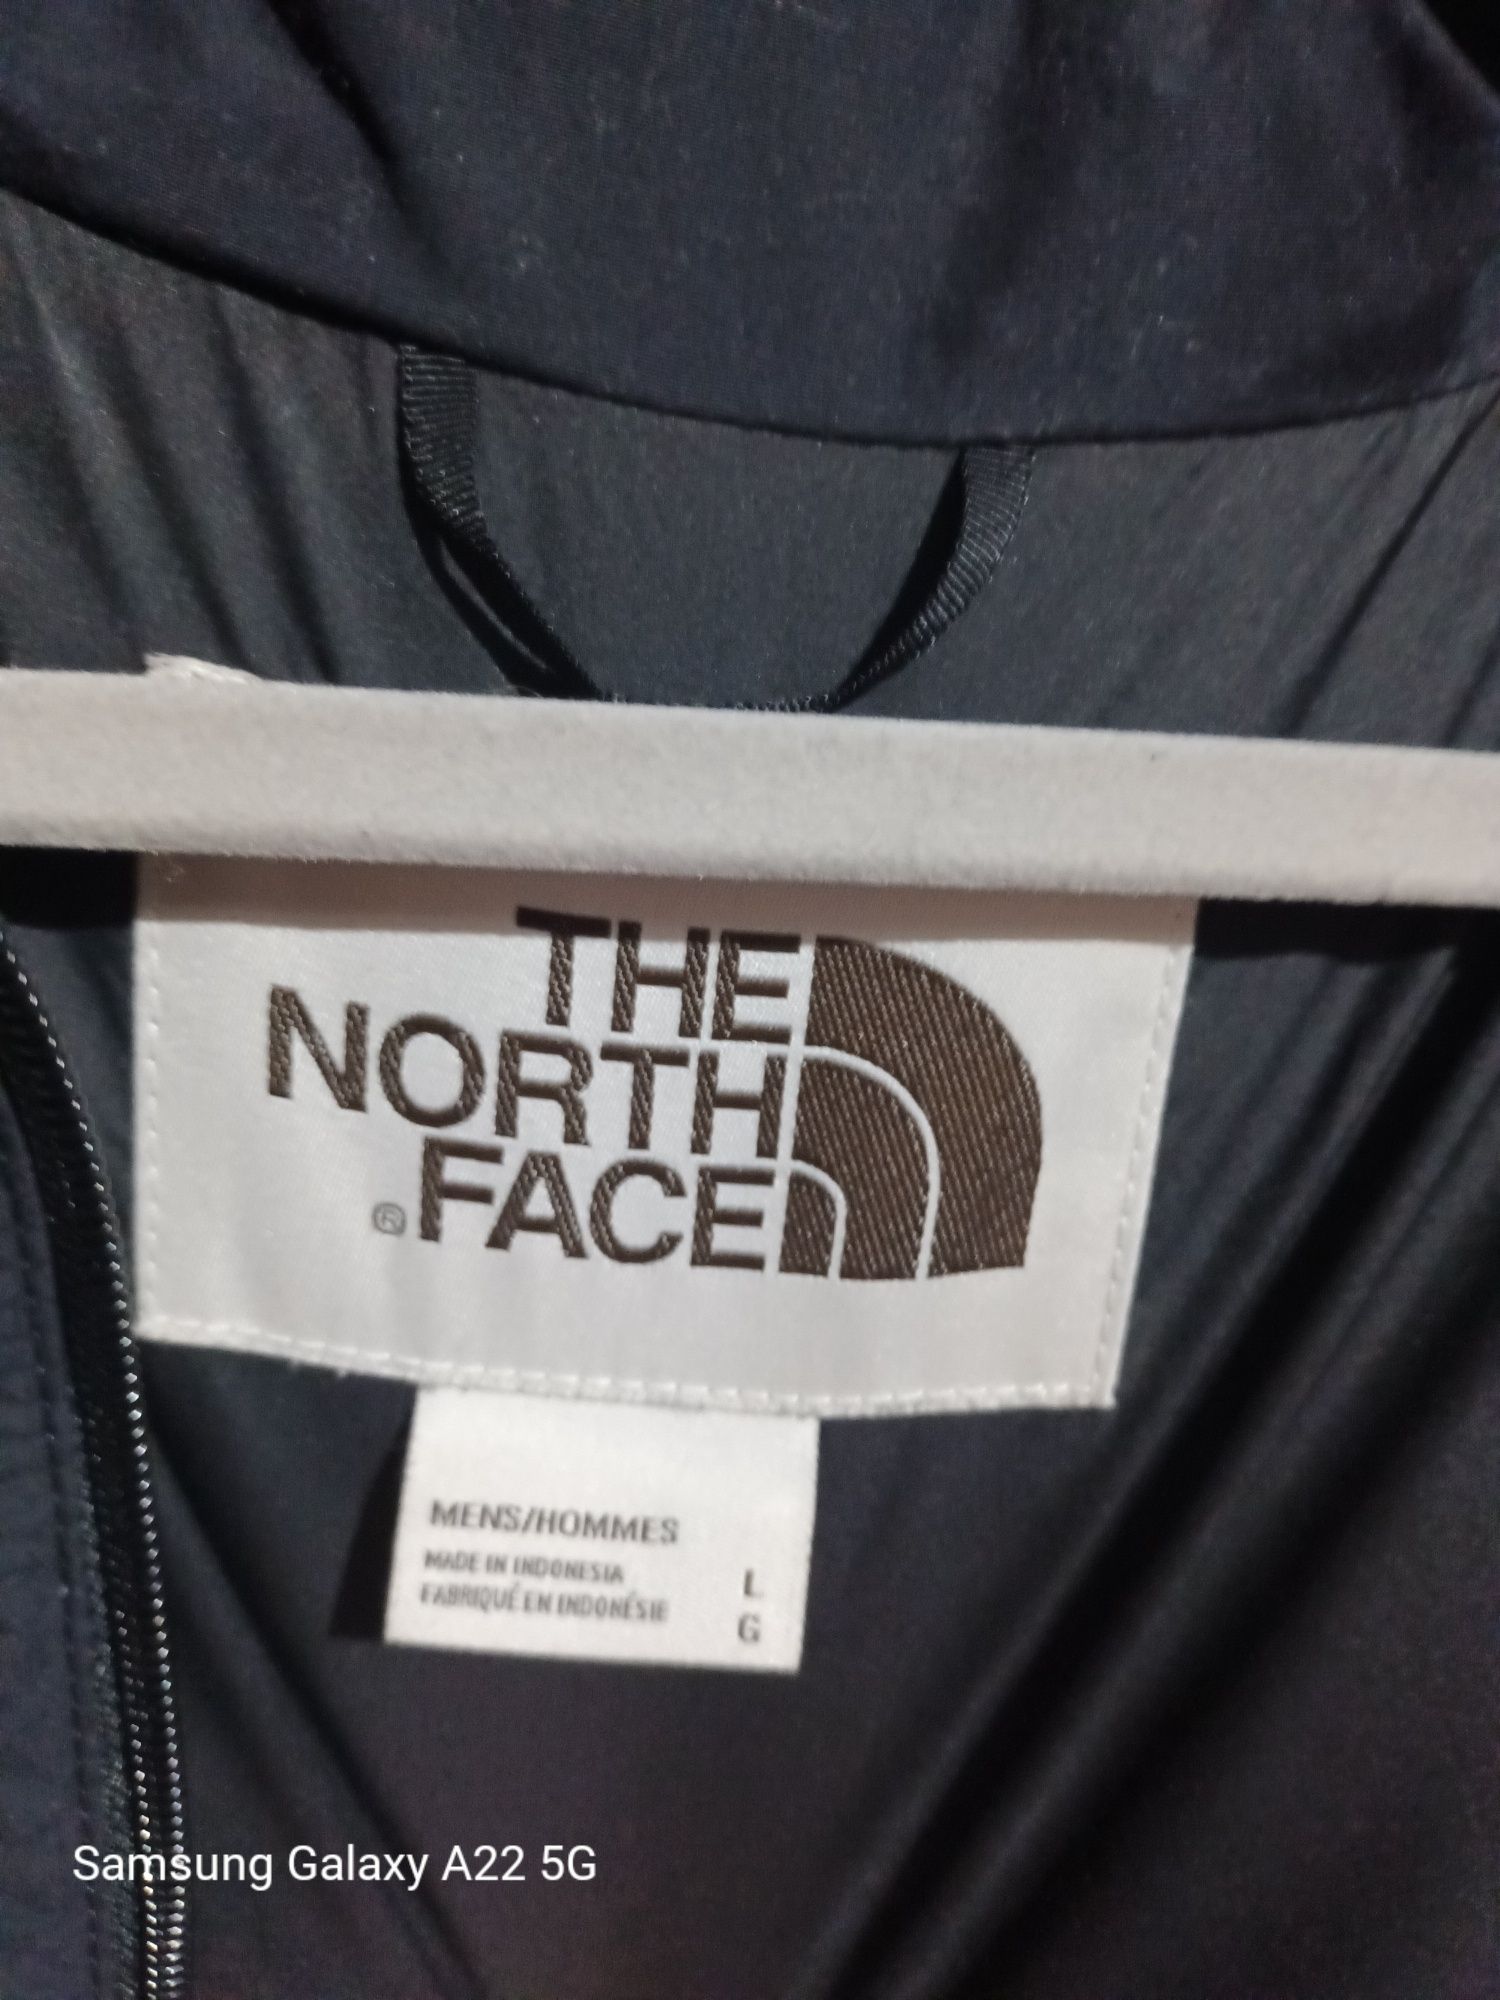 THE
NORTH
®FACE
MENS/HOMMES
MADE IN INDONESIA L
FABRIQUÉ EN INDONÉSIE G
Samsung Galaxy A22 5G